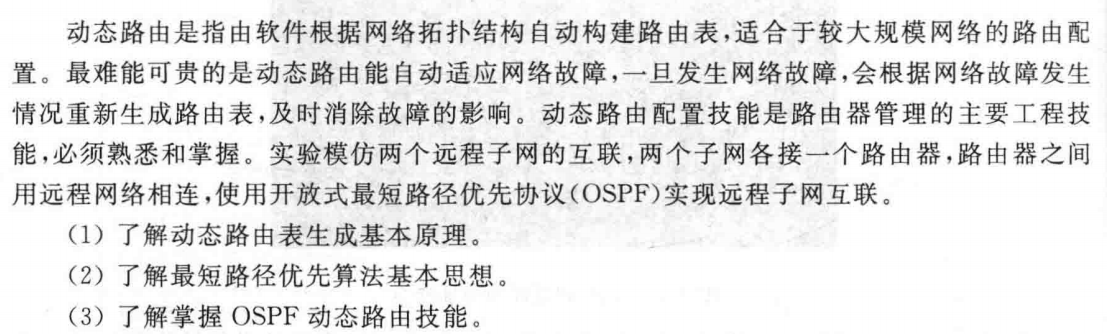 动态路由是指由软件根据网络拓扑结构自动构建路由表,适合于较大规模网络的路由配
置。最难能可贵的是动态路由能自动适应网络故障,一旦发生网络故障,会根据网络故障发生
情况重新生成路由表,及时消除故障的影响。动态路由配置技能是路由器管理的主要工程技
能,必须熟悉和掌握。实验模仿两个远程子网的互联,两个子网各接一个路由器,路由器之间
用远程网络相连,使用开放式最短路径优先协议(OSPF)实现远程子网互联。
(1) 了解动态路由表生成基本原理。
(2) 了解最短路径优先算法基本思想。
(3) 了解掌握 OSPF 动态路由技能。